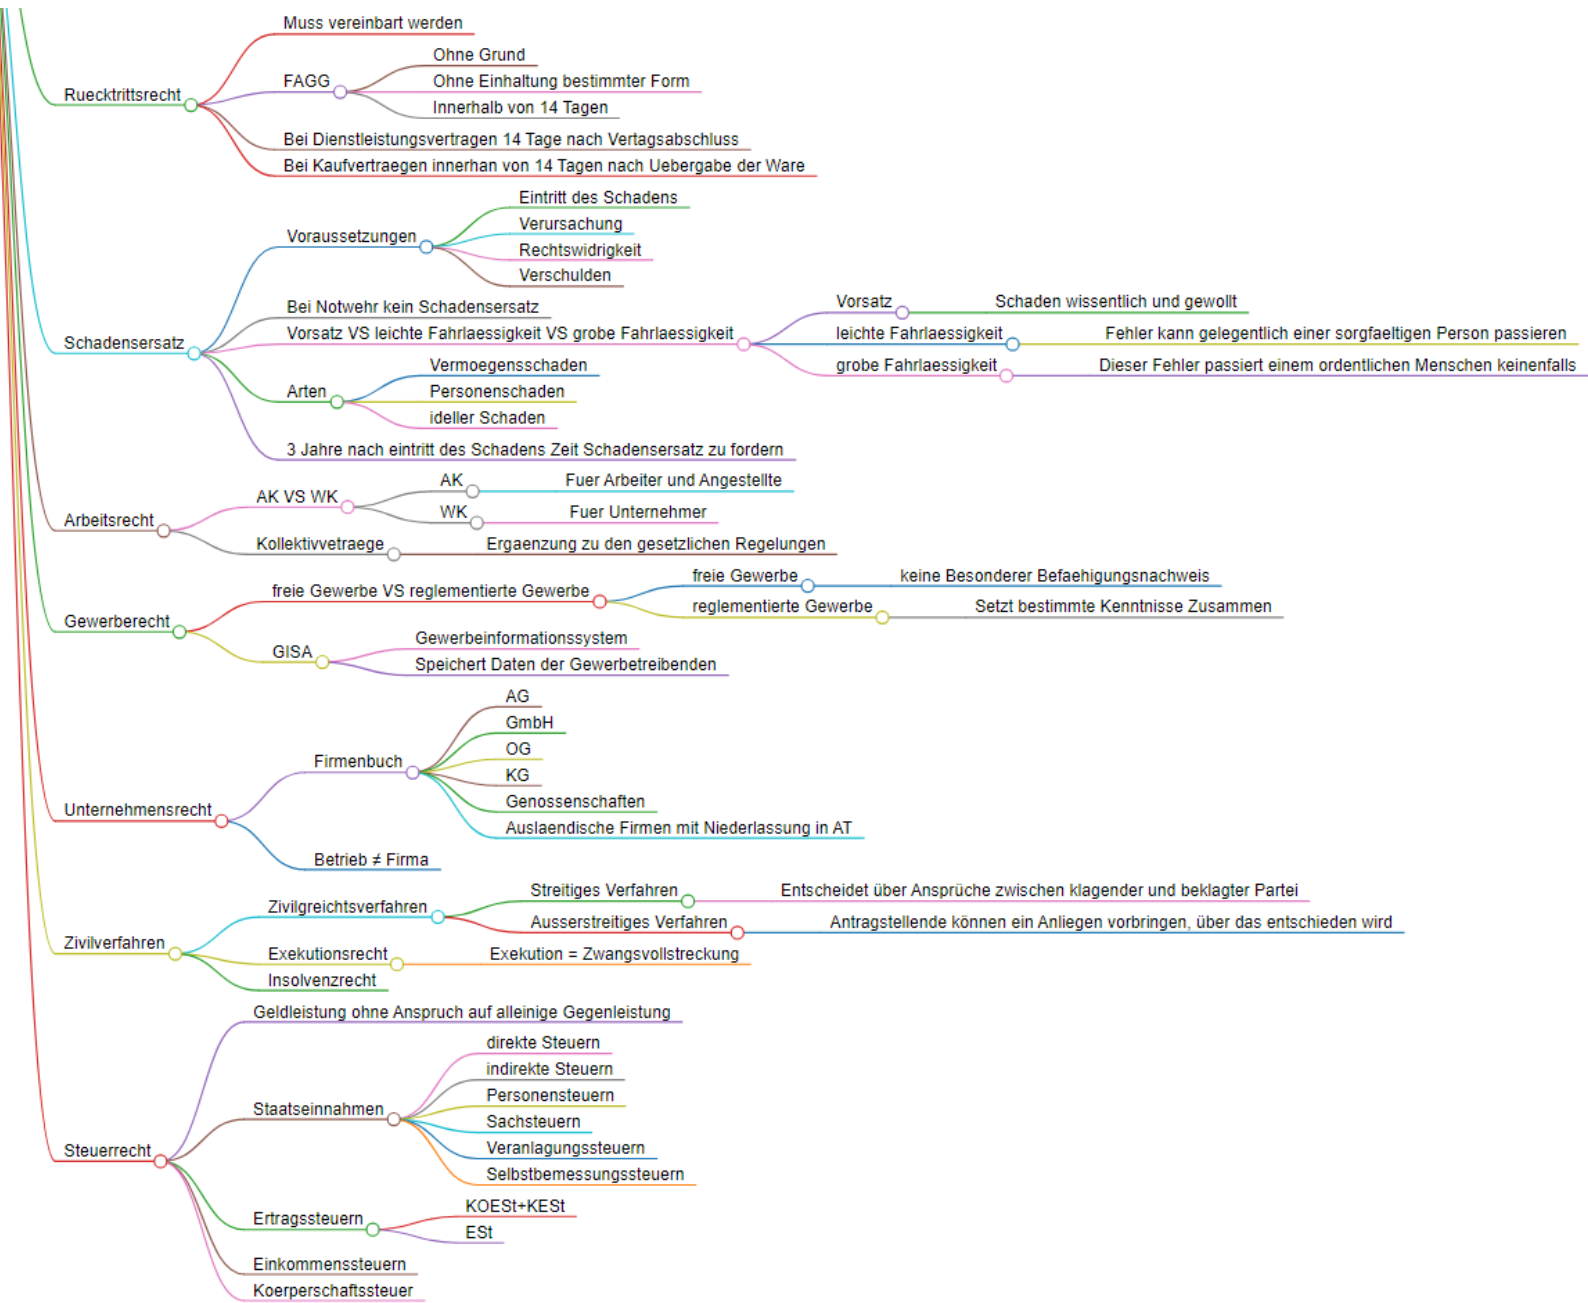 Muss vereinbart werden
Ohne Grund
FAGG
Ohne Einhaltung bestimmter Form
Ruecktrittsrecht
Innerhalb von 14 Tagen
Bei Dienstleistungsvertragen 14 Tage nach Vertagsabschluss
Bei Kaufvertraegen innerhan von 14 Tagen nach Uebergabe der Ware
Eintritt des Schadens
Verursachung
Voraussetzungen
Rechtswidrigkeit
Verschulden
Bei Notwehr kein Schadensersatz
Vorsatz
Schaden wissentlich und gewollt
Vorsatz VS leichte Fahrlaessigkeit VS grobe Fahrlaessigkeit
leichte Fahrlaessigkeit
Fehler kann gelegentlich einer sorgfaeltigen Person passieren
Schadensersatz
grobe Fahrlaessigkeit
Dieser Fehler passiert einem ordentlichen Menschen keinenfalls
Vermoegensschaden
Arten
Personenschaden
ideller Schaden
3 Jahre nach eintritt des Schadens Zeit Schadensersatz zu fordern
AK
Fuer Arbeiter und Angestellte
AK VS WK
WK
Fuer Unternehmer
Arbeitsrecht
Kollektivvetraege
Ergaenzung zu den gesetzlichen Regelungen
freie Gewerbe
keine Besonderer Befaehigungsnachweis
freie Gewerbe VS reglementierte Gewerbe
reglementierte Gewerbe
Setzt bestimmte Kenntnisse Zusammen
Gewerberecht
Gewerbeinformationssystem
GISA
Speichert Daten der Gewerbetreibenden
AG
GmbH
OG
Firmenbuch
KG
Genossenschaften
Unternehmensrecht
Auslaendische Firmen mit Niederlassung in AT
Betrieb ≠ Firma
Streitiges Verfahren
Entscheidet über Ansprüche zwischen klagender und beklagter Partei
Zivilgreichtsverfahren
Ausserstreitiges Verfahren
Antragstellende können ein Anliegen vorbringen, über das entschieden wird
Zivilverfahren
Exekutionsrecht
Exekution = Zwangsvollstreckung
Insolvenzrecht
Geldleistung ohne Anspruch auf alleinige Gegenleistung
direkte Steuern
indirekte Steuern
Personensteuern
Staatseinnahmen
Sachsteuern
Veranlagungssteuern
Steuerrecht
Selbstbemessungssteuern
KOESt+KESt
Ertragssteuern
ESt
Einkommenssteuern
Koerperschaftssteuer